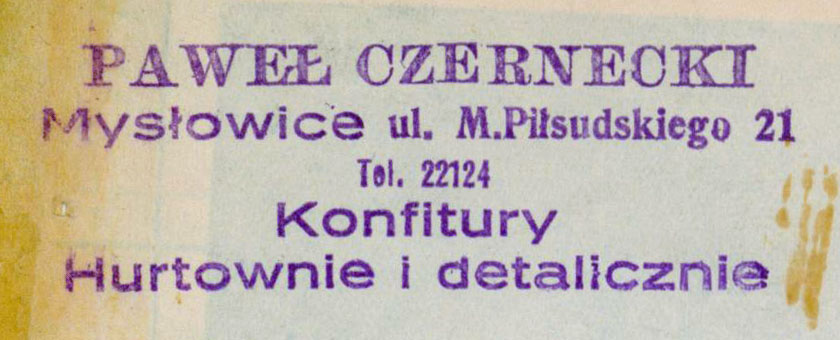 PAWEŁ CZERNECKI
Mysłowice ul. M.Piłsudskiego 21
Tel. 22124
Konfitury
Hurtownie i detalicznie